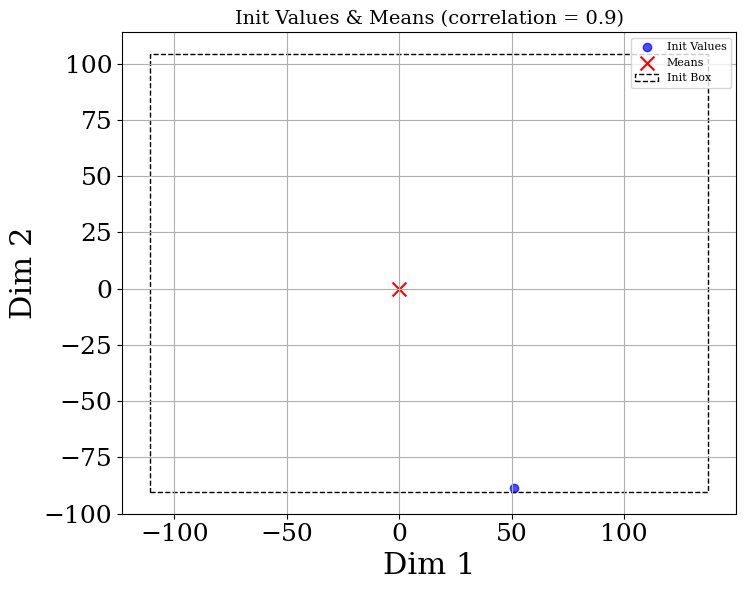 Init Values & Means (correlation = 0.9)
Init Values
Means
Init Box
Dim 2
100
75
50
25
0
−25
−50
−75
−100
−100
−50
0
50
100
Dim 1